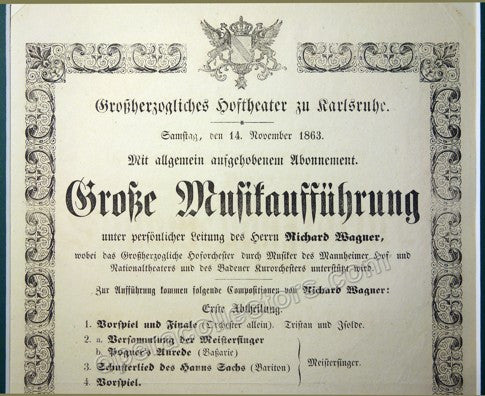 Großherzogliches Hoftheater zu Karlsruhe.
Samstag, den 14. November 1863.
Mit allgemein aufgehobenem Abonnement.
Große Musikaufführung
unter persönlicher Leitung des Herrn Richard Wagner,
wobei das Großherzogliche Hoforchester durch Musiker des Mannheimer Hof- und
Nationaltheaters und des Badener Kurorchesters unterstützt wird.
Zur Aufführung kommen folgende Compositionen von Richard Wagner:
Erste Abtheilung:
1. Vorspiel und Finale (Orchester allein). Tristan und Isolde.
2. a. Versammlung der Meistersinger
b. Pogner's Anrede (Baßarie)
3. Schusterlied des Hanns Sachs (Bariton)
4. Vorspiel.
Meistersinger.